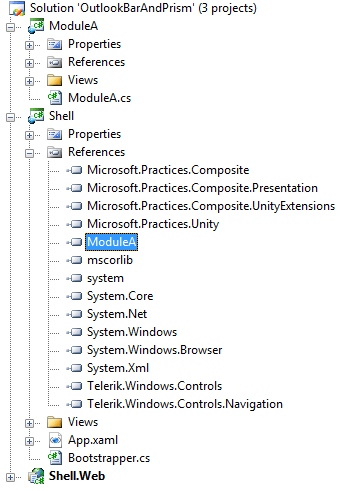 Solution 'OutlookBarAndPrism' (3 projects)
ModuleA
Properties
References
Views
ModuleA.cs
Shell
Properties
References
Microsoft.Practices.Composite
Microsoft.Practices.Composite.Presentation
Microsoft.Practices.Composite.UnityExtensions
Microsoft.Practices.Unity
ModuleA
mscorlib
system
System.Core
System.Net
System.Windows
System.Windows.Browser
System.Xml
Telerik.Windows.Controls
Telerik.Windows.Controls.Navigation
Views
App.xaml
Bootstrapper.cs
Shell.Web